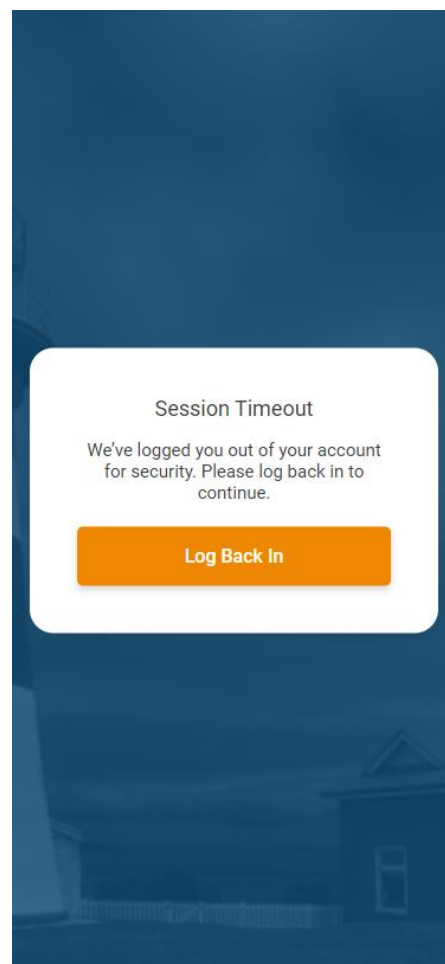 Session Timeout
We’ve logged you out of your account
for security. Please log back in to
continue.
Log Back In